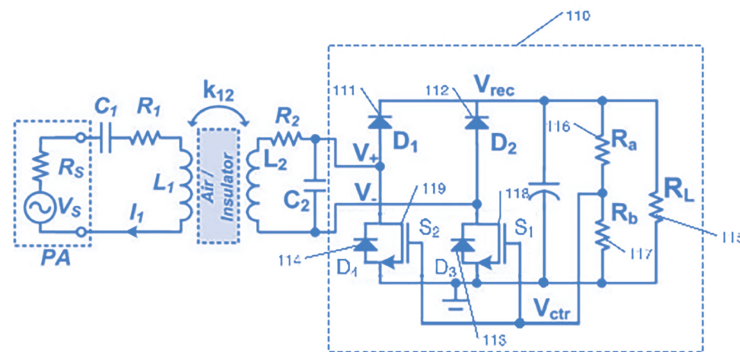 110
k12
111
112
Vrec
C1
R1
R2
116
D1
D2
Ra
RS
L1
Air /
Insulator
L2
V+
C2
V-
119
118
RL
VS
S2
S1
Rb
117
115
I1
PA
114
D4
D3
Vctr
113